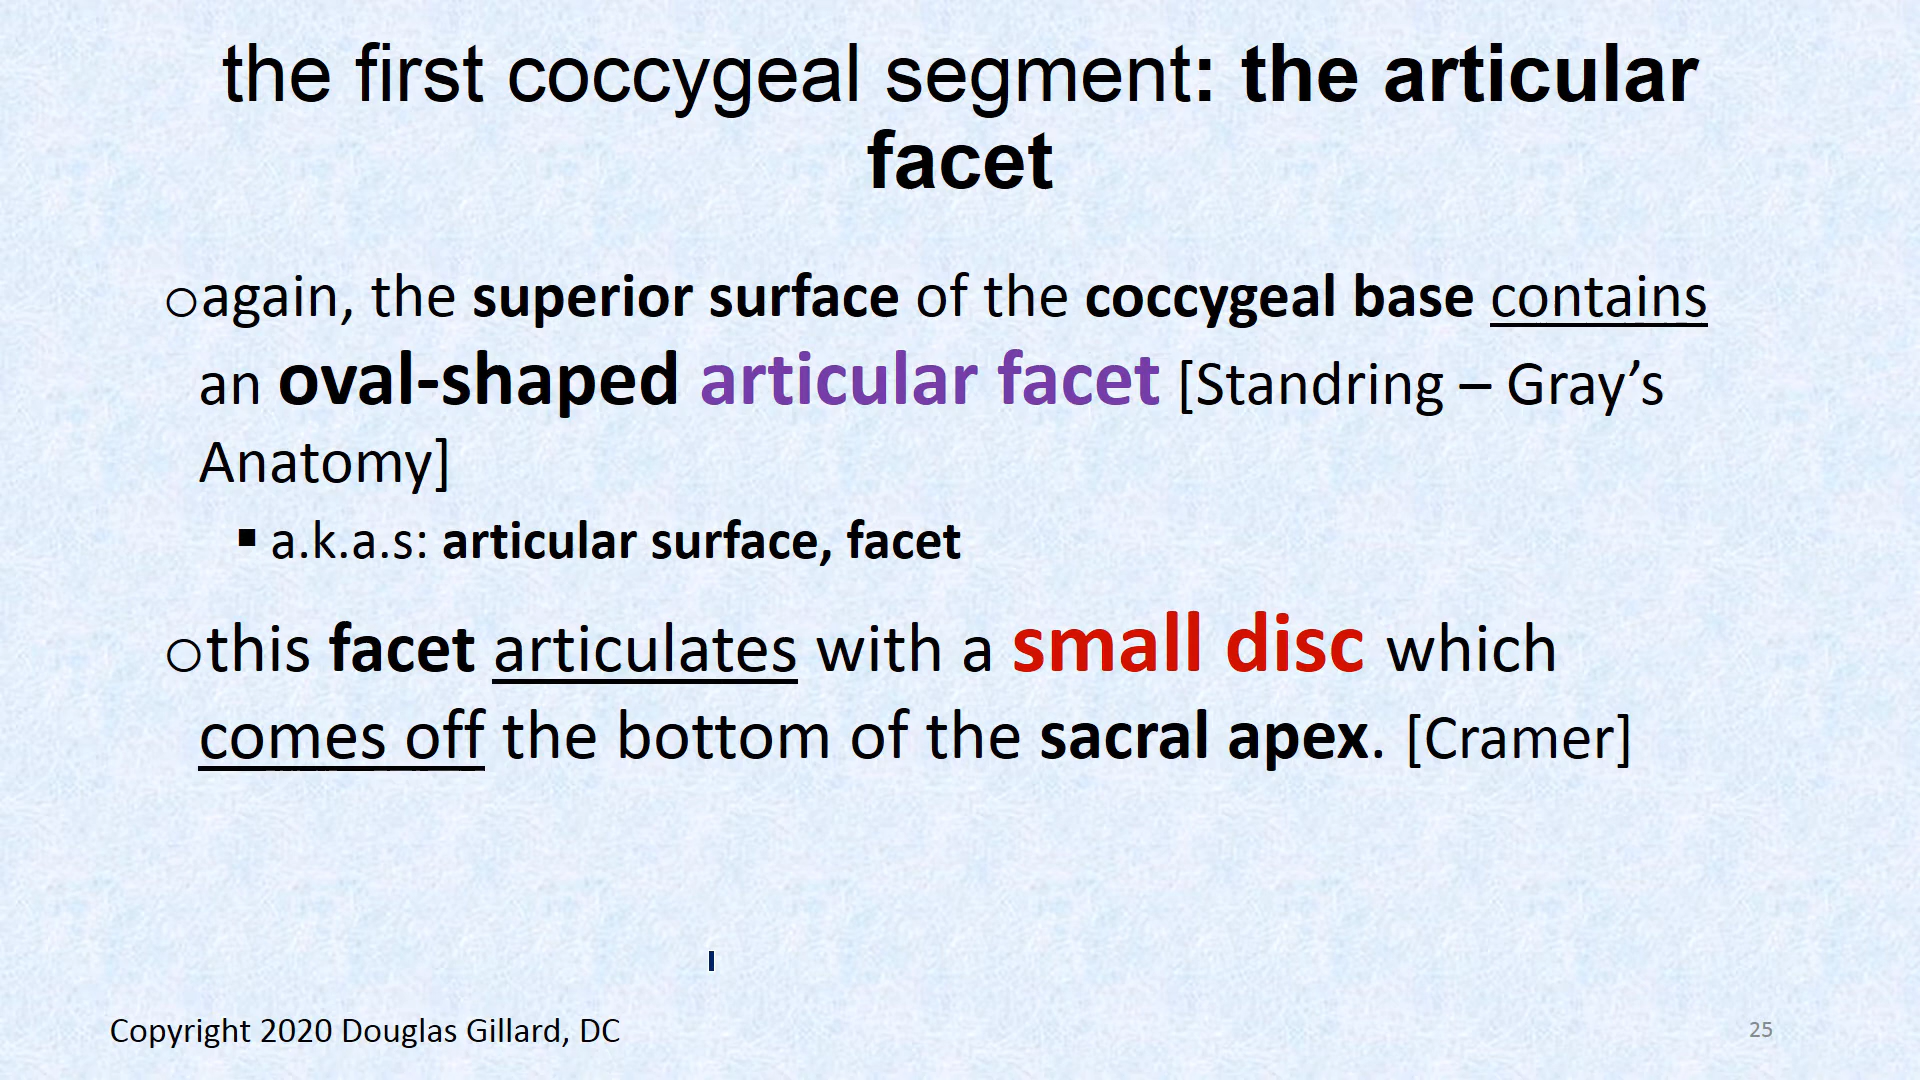 the first coccygeal segment: the articular
facet
○again, the superior surface of the coccygeal base contains
an oval-shaped articular facet [Standring – Gray’s
Anatomy]
▪ a.k.a.s: articular surface, facet
○this facet articulates with a small disc which
comes off the bottom of the sacral apex. [Cramer]
Copyright 2020 Douglas Gillard, DC
25